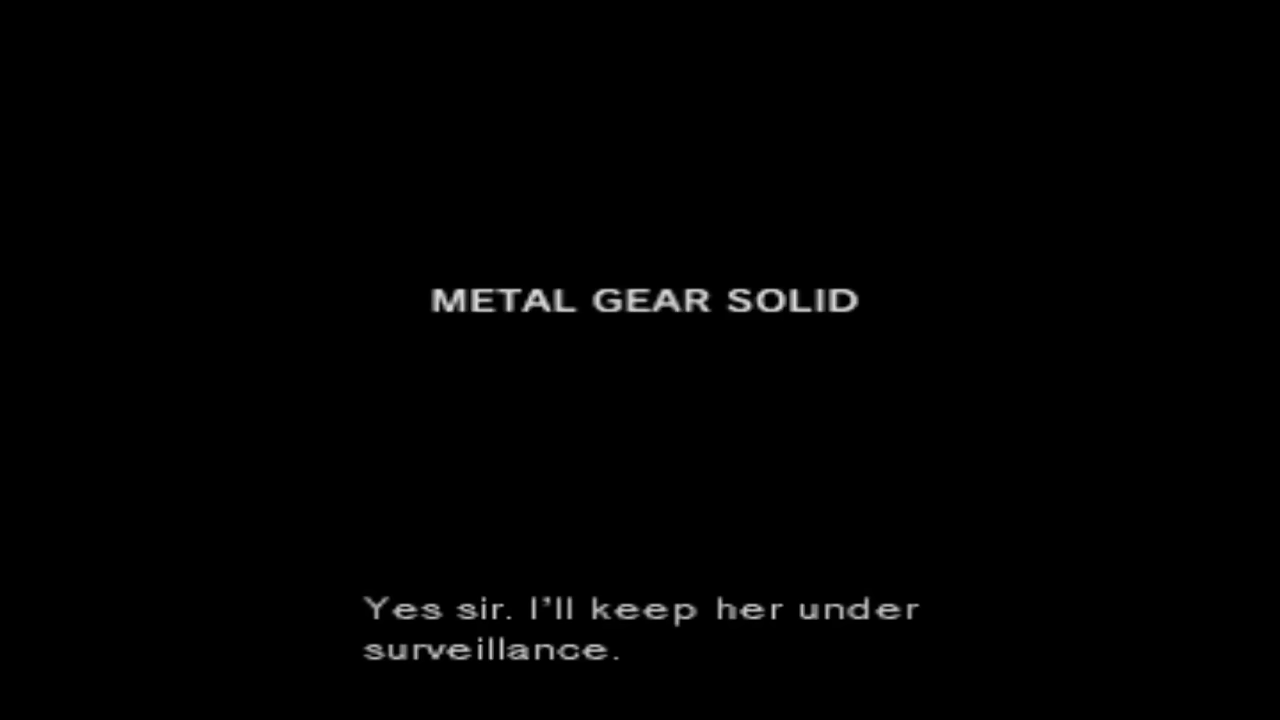 METAL GEAR SOLID
Yes sir. I'll keep her under
surveillance.